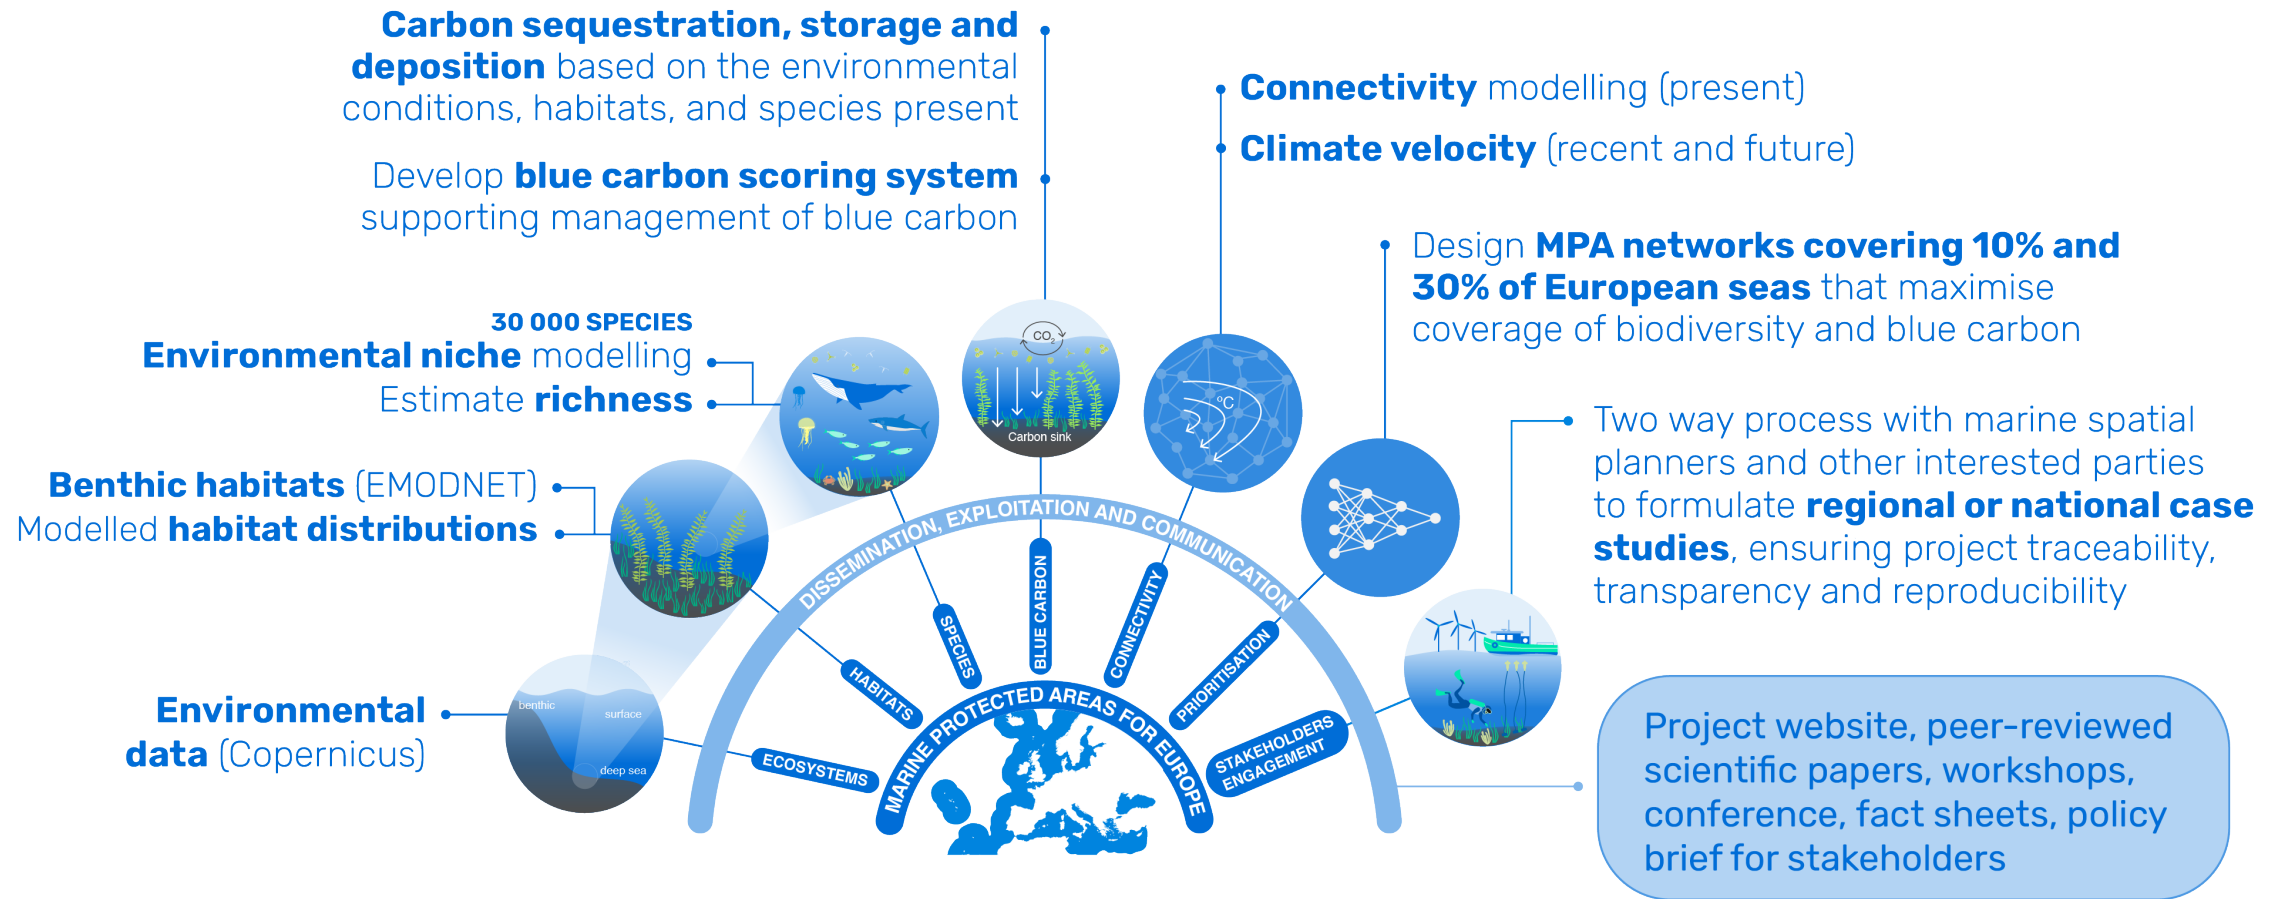 Carbon sequestration, storage and
deposition based on the environmental
conditions, habitats, and species present
Develop blue carbon scoring system
supporting management of blue carbon
Connectivity modelling (present)
Climate velocity (recent and future)
Design MPA networks covering 10% and
30% of European seas that maximise
coverage of biodiversity and blue carbon
30 000 SPECIES
Environmental niche modelling
Estimate richness
Benthic habitats (EMODNET)
Modelled habitat distributions
Environmental
data (Copernicus)
Two way process with marine spatial
planners and other interested parties
to formulate regional or national case
studies, ensuring project traceability,
transparency and reproducibility
Project website, peer-reviewed
scientific papers, workshops,
conference, fact sheets, policy
brief for stakeholders
CO₂
Carbon sink
°C
benthic
surface
deep sea
DISSEMINATION, EXPLOITATION AND COMMUNICATION
ECOSYSTEMS
HABITATS
SPECIES
BLUE CARBON
CONNECTIVITY
PRIORITISATION
STAKEHOLDERS
ENGAGEMENT
MARINE PROTECTED AREAS FOR EUROPE